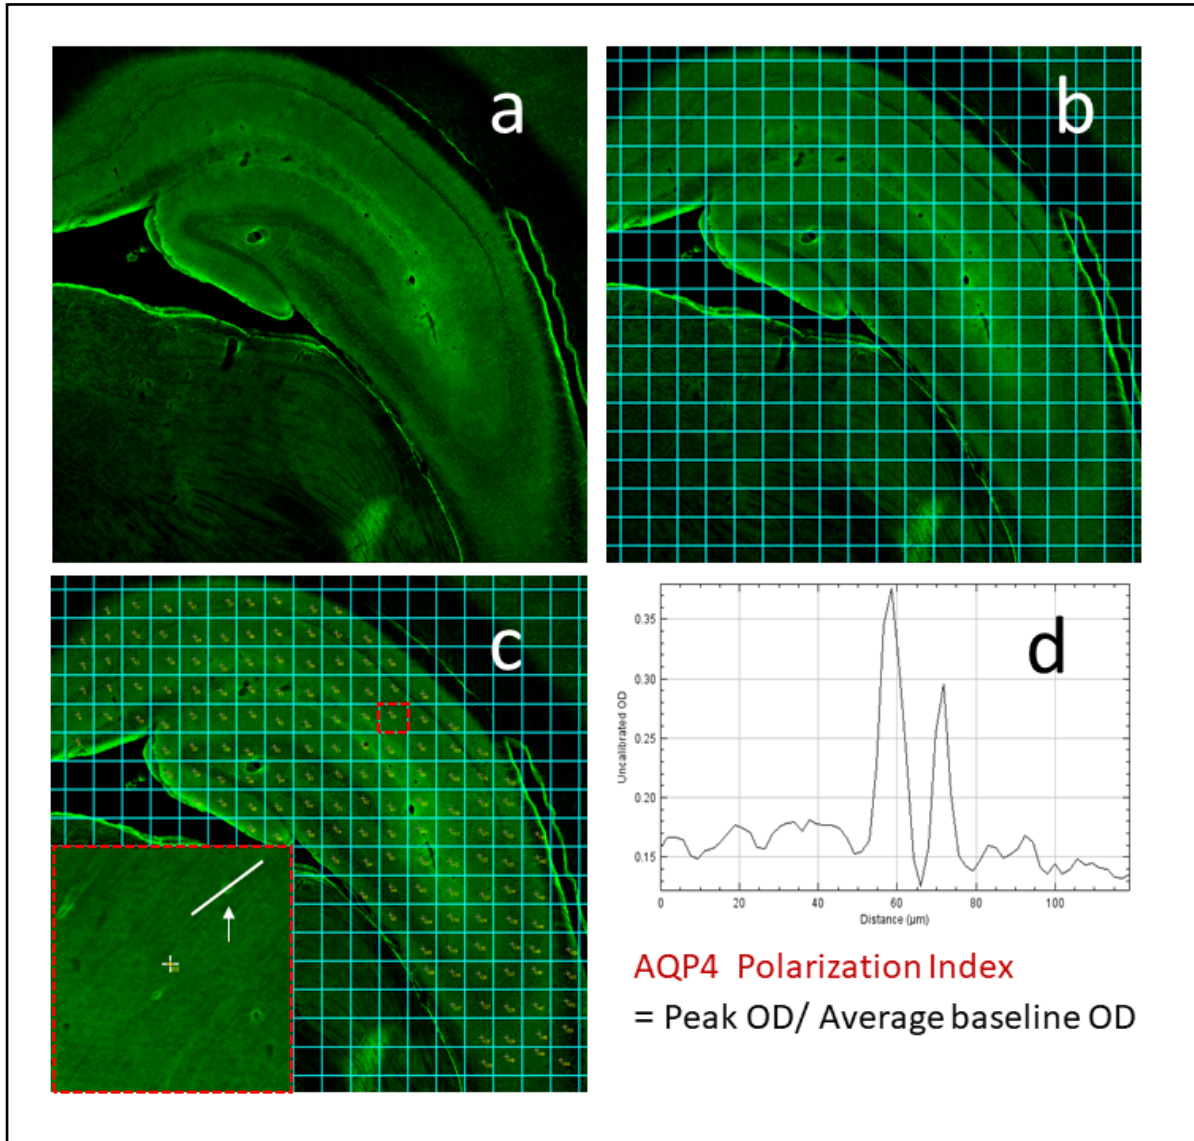 a
b
c
d
0.35
0.30
0.25
0.20
0.15
Uncalibrated OD
0 20 40 60 80 100
Distance (µm)
AQP4 Polarization Index
= Peak OD/ Average baseline OD